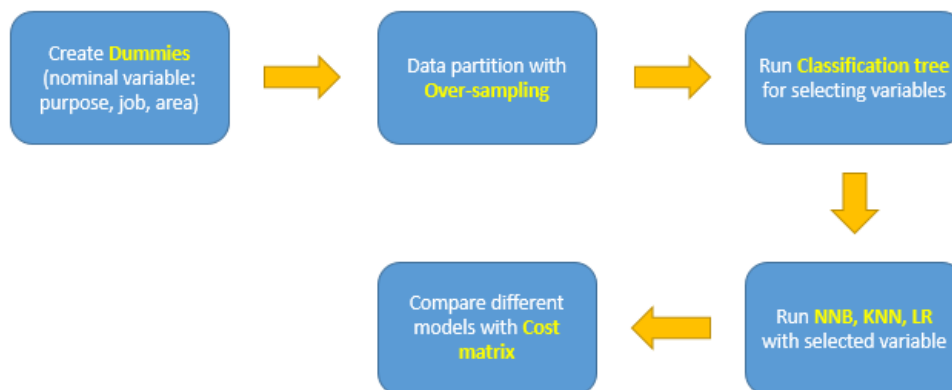 Create Dummies
(nominal variable:
purpose, job, area)
Data partition with
Over-sampling
Run Classification tree
for selecting variables
Run NNB, KNN, LR
with selected variable
Compare different
models with Cost
matrix